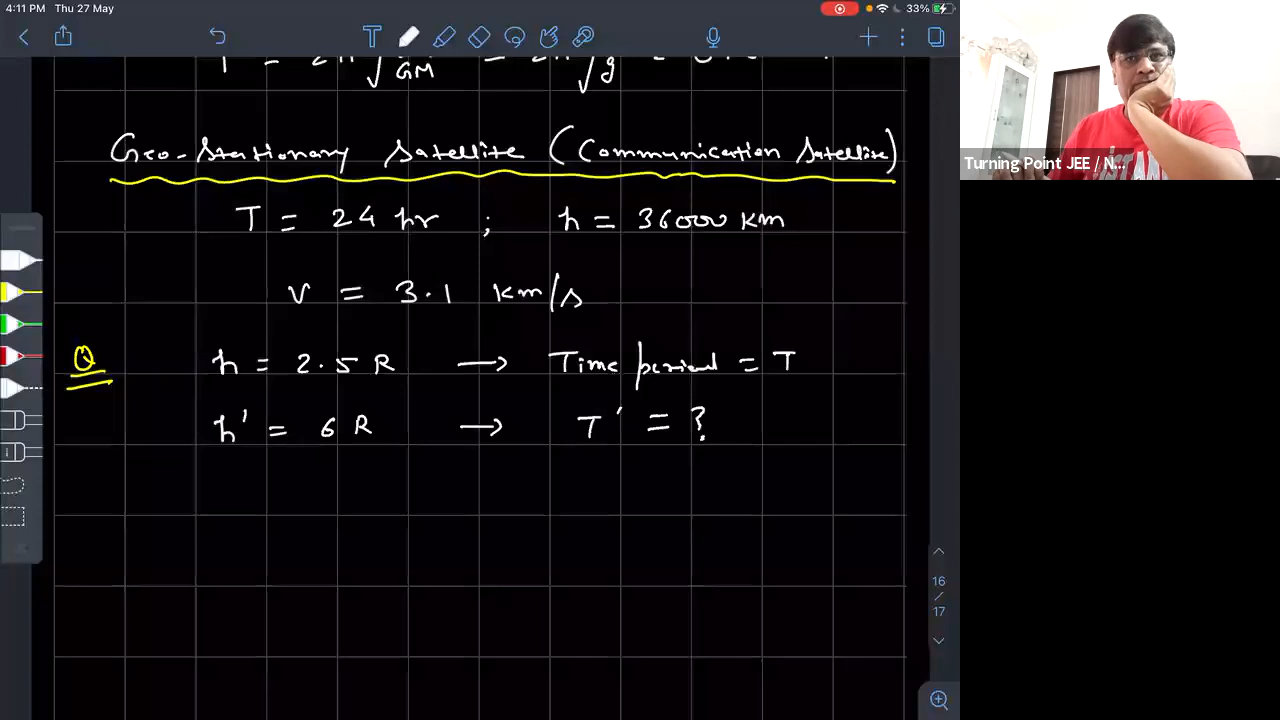 4:11 PM Thu 27 May
33%
GM
Geo-Stationary Satellite (Communication Satellite)
T = 24 hr ; h = 36000 km
v = 3.1 km/s
Q h = 2.5 R → Time period = T
h' = 6 R → T' = ?
Turning Point JEE / N...
16
/
17